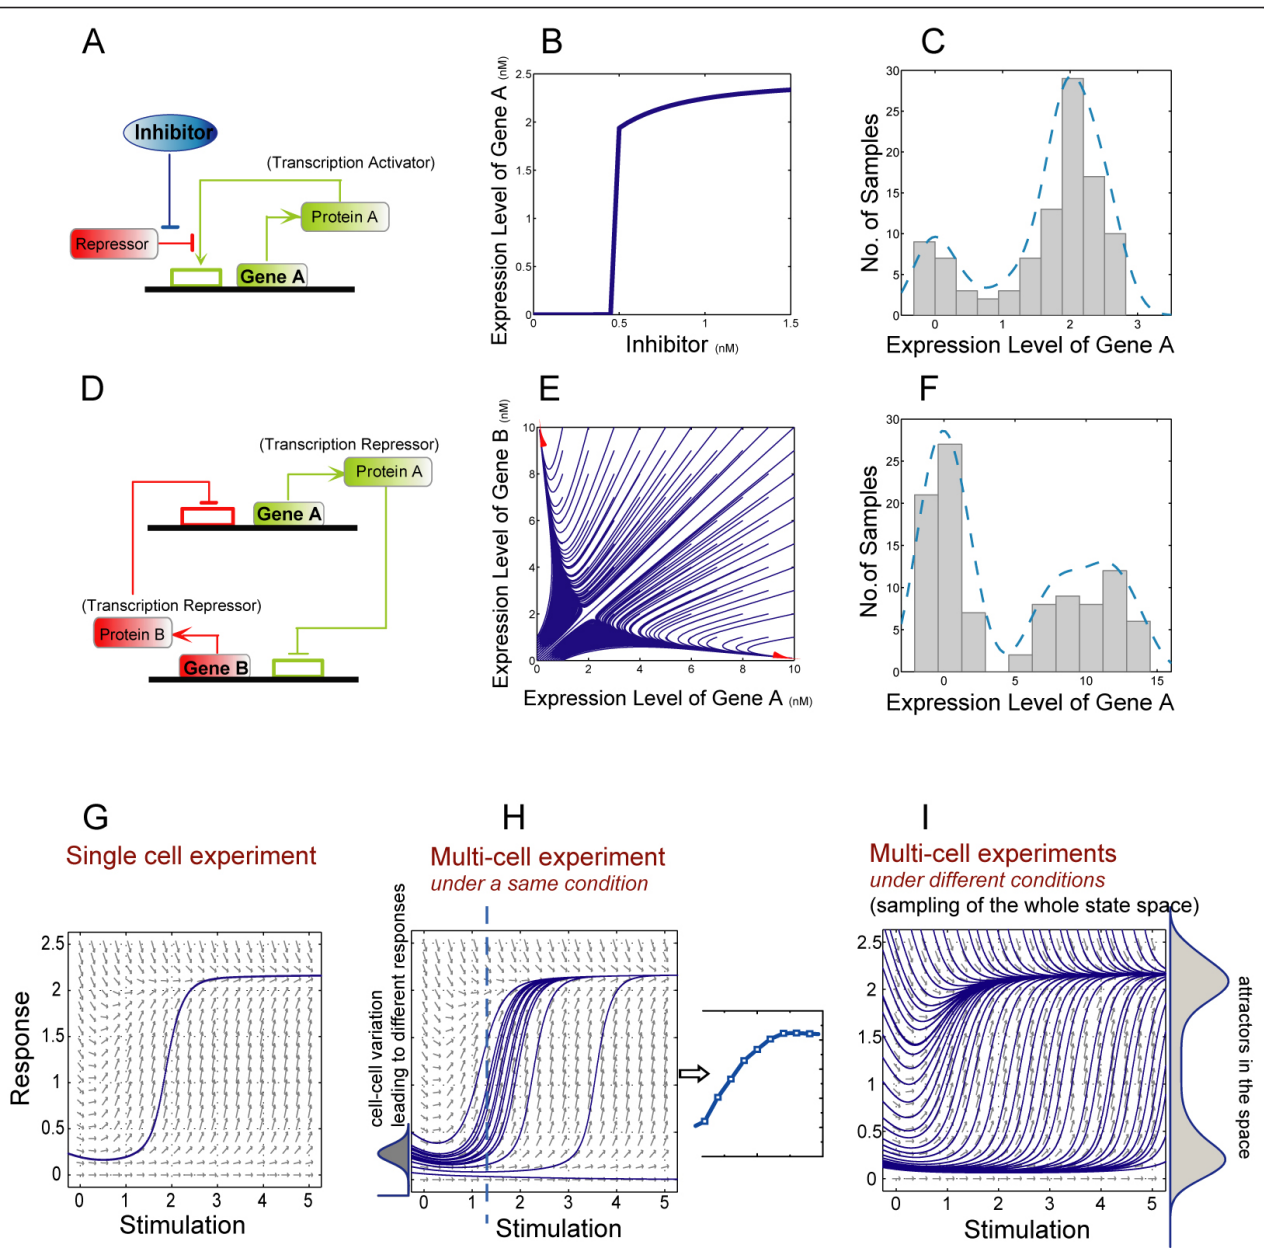 A
Inhibitor
(Transcription Activator)
Protein A
Repressor
Gene A
B
Expression Level of Gene A (nM)
2.5
2
1.5
1
0.5
0
0 0.5 1 1.5
Inhibitor (nM)
C
No. of Samples
30
25
20
15
10
5
0
0 1 2 3
Expression Level of Gene A
D
(Transcription Repressor)
Protein A
Gene A
(Transcription Repressor)
Protein B
Gene B
E
Expression Level of Gene B (nM)
10
8
6
4
2
0
0 2 4 6 8 10
Expression Level of Gene A (nM)
F
No.of Samples
30
25
20
15
10
5
0
0 5 10 15
Expression Level of Gene A
G
Single cell experiment
Response
2.5
2
1.5
1
0.5
0
0 1 2 3 4 5
Stimulation
H
Multi-cell experiment
under a same condition
cell-cell variation
leading to different responses
0 1 2 3 4 5
Stimulation
I
Multi-cell experiments
under different conditions
(sampling of the whole state space)
2.5
2
1.5
1
0.5
0
0 1 2 3 4 5
Stimulation
attractors in the space